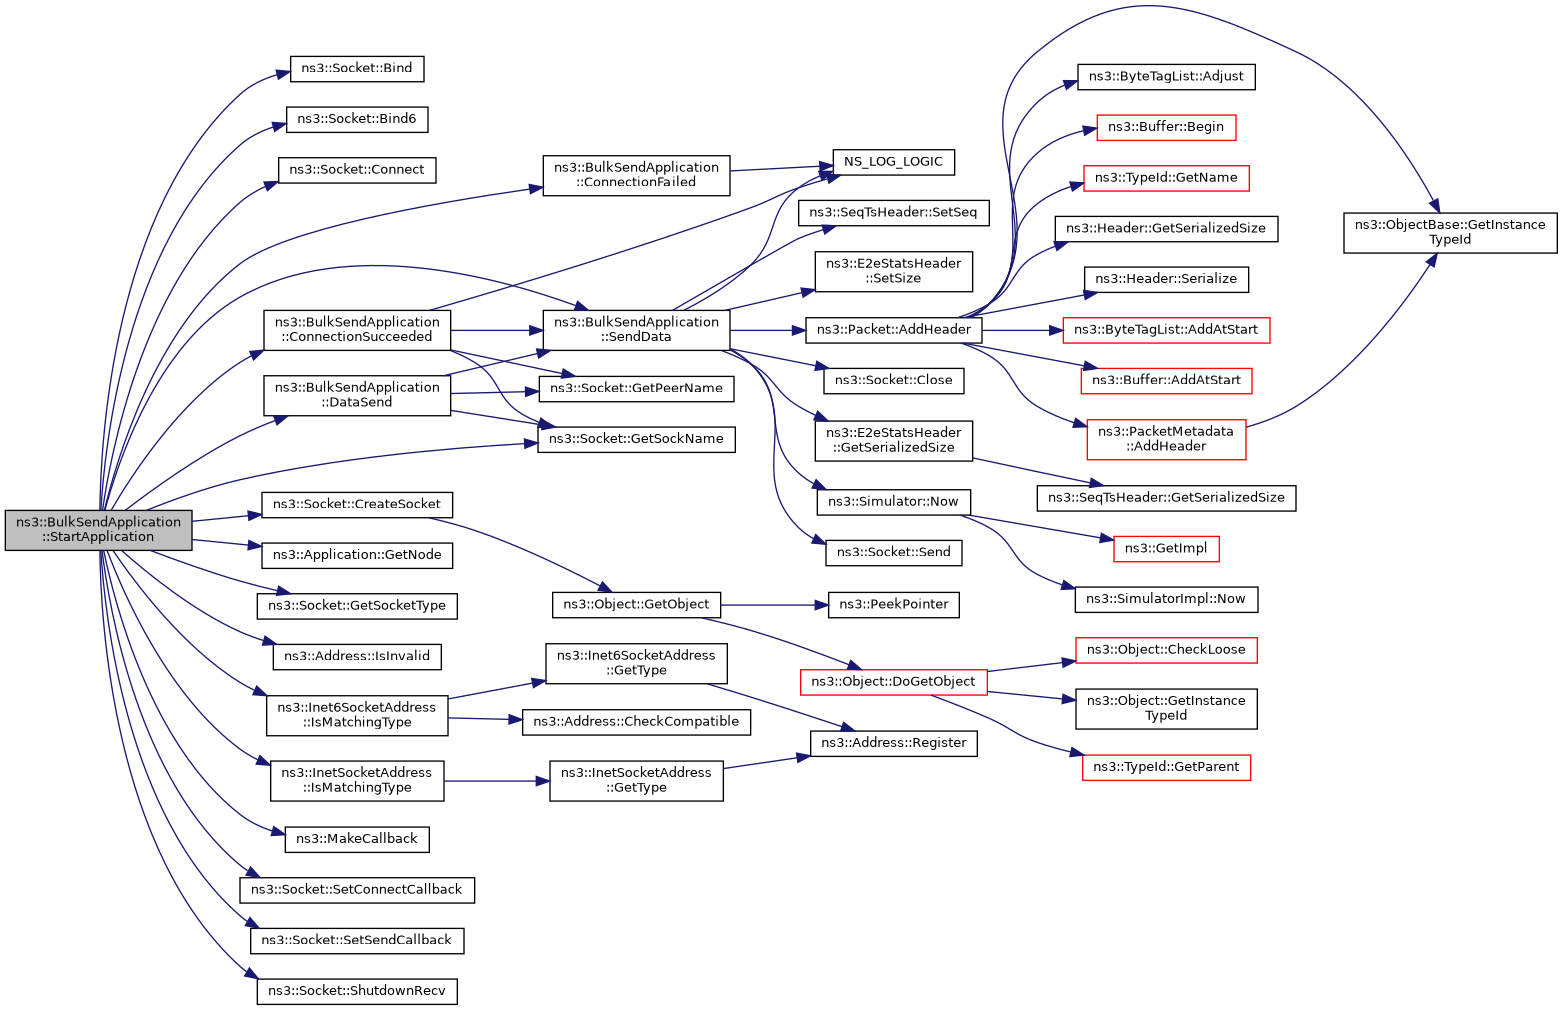 ns3::BulkSendApplication
::StartApplication
ns3::Socket::Bind
ns3::Socket::Bind6
ns3::Socket::Connect
ns3::BulkSendApplication
::ConnectionFailed
ns3::BulkSendApplication
::ConnectionSucceeded
ns3::BulkSendApplication
::DataSend
ns3::BulkSendApplication
::SendData
ns3::Socket::GetPeerName
ns3::Socket::GetSockName
ns3::Socket::CreateSocket
ns3::Application::GetNode
ns3::Socket::GetSocketType
ns3::Address::IsInvalid
ns3::Inet6SocketAddress
::IsMatchingType
ns3::InetSocketAddress
::IsMatchingType
ns3::MakeCallback
ns3::Socket::SetConnectCallback
ns3::Socket::SetSendCallback
ns3::Socket::ShutdownRecv
ns3::Object::GetObject
ns3::Inet6SocketAddress
::GetType
ns3::Address::CheckCompatible
ns3::InetSocketAddress
::GetType
NS_LOG_LOGIC
ns3::SeqTsHeader::SetSeq
ns3::E2eStatsHeader
::SetSize
ns3::Packet::AddHeader
ns3::Socket::Close
ns3::E2eStatsHeader
::GetSerializedSize
ns3::Simulator::Now
ns3::Socket::Send
ns3::PeekPointer
ns3::Object::DoGetObject
ns3::Address::Register
ns3::ByteTagList::Adjust
ns3::Buffer::Begin
ns3::TypeId::GetName
ns3::Header::GetSerializedSize
ns3::Header::Serialize
ns3::ByteTagList::AddAtStart
ns3::Buffer::AddAtStart
ns3::PacketMetadata
::AddHeader
ns3::SeqTsHeader::GetSerializedSize
ns3::GetImpl
ns3::SimulatorImpl::Now
ns3::Object::CheckLoose
ns3::Object::GetInstance
TypeId
ns3::TypeId::GetParent
ns3::ObjectBase::GetInstance
TypeId